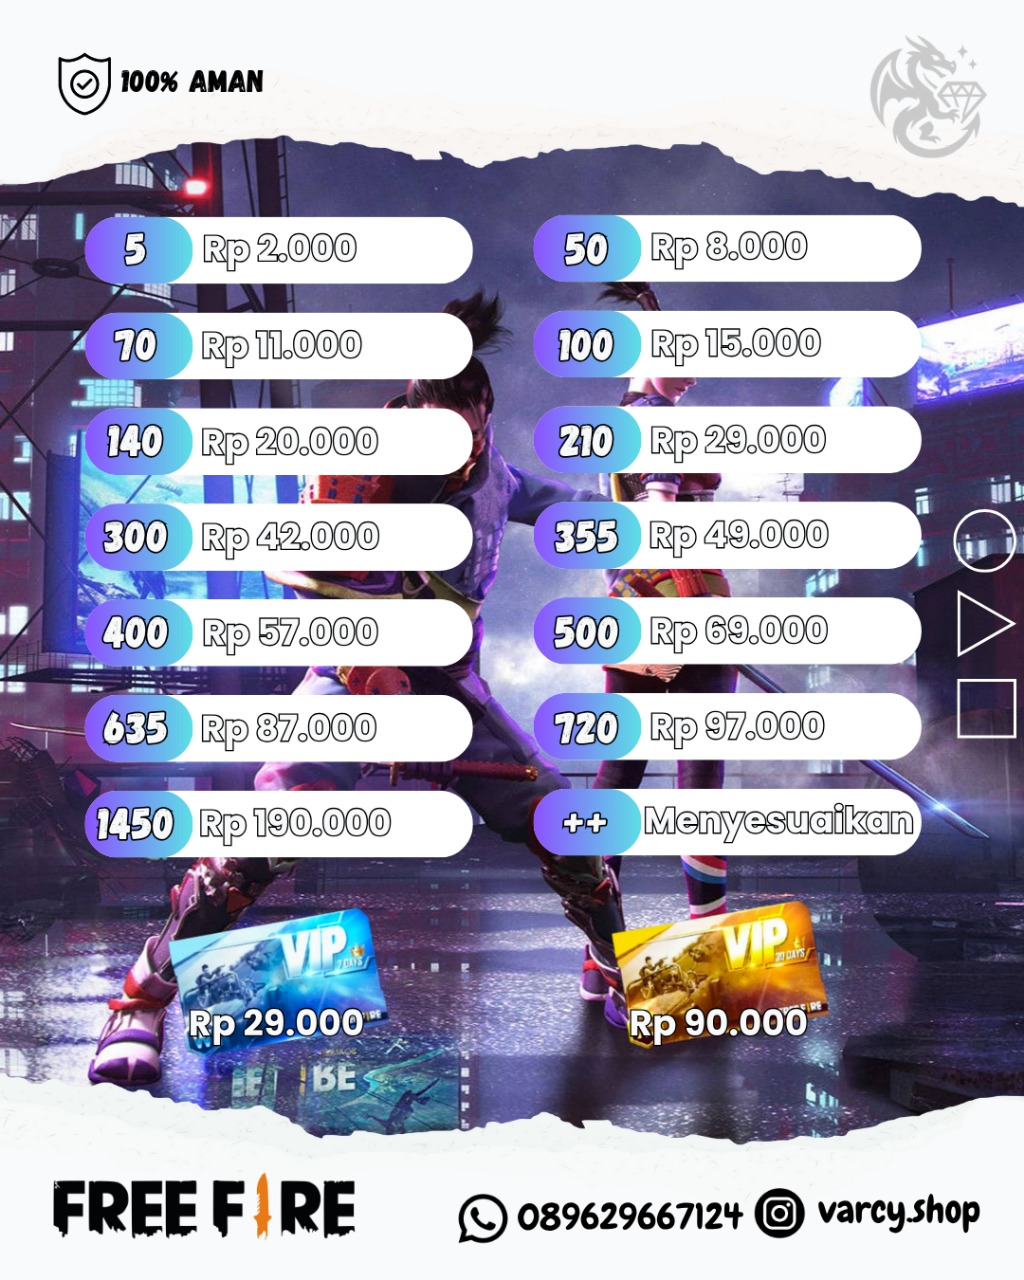 100% AMAN
5 Rp 2.000
50 Rp 8.000
70 Rp 11.000
100 Rp 15.000
140 Rp 20.000
210 Rp 29.000
300 Rp 42.000
355 Rp 49.000
400 Rp 57.000
500 Rp 69.000
635 Rp 87.000
720 Rp 97.000
1450 Rp 190.000
++ Menyesuaikan
VIP
7 DAYS
Rp 29.000
VIP
30 DAYS
Rp 90.000
FREE FIRE
089629667124
varcy.shop